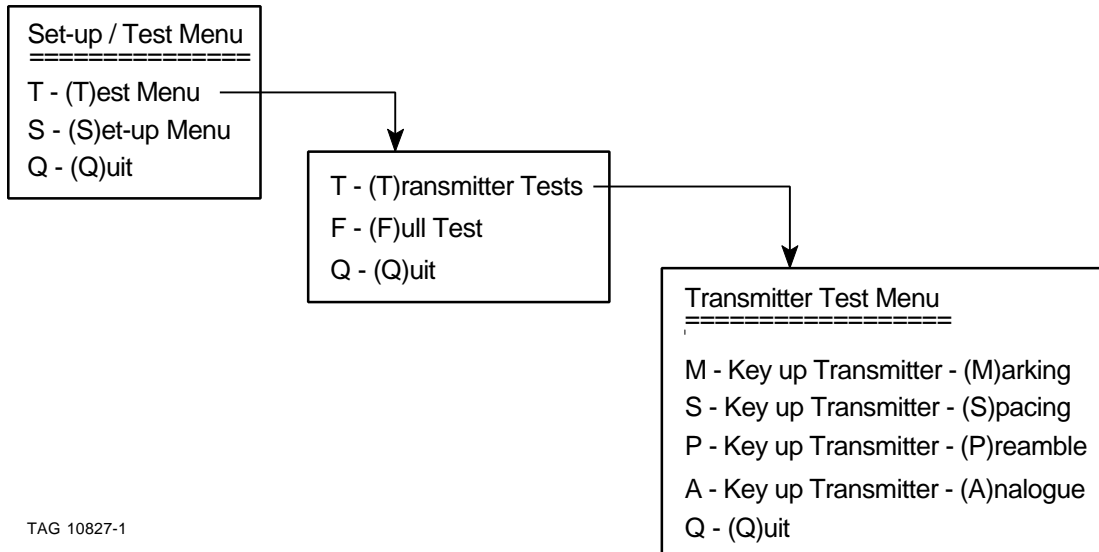 Set-up / Test Menu
===============
T - (T)est Menu
S - (S)et-up Menu
Q - (Q)uit
T - (T)ransmitter Tests
F - (F)ull Test
Q - (Q)uit
Transmitter Test Menu
==================
M - Key up Transmitter - (M)arking
S - Key up Transmitter - (S)pacing
P - Key up Transmitter - (P)reamble
A - Key up Transmitter - (A)nalogue
Q - (Q)uit
TAG 10827-1